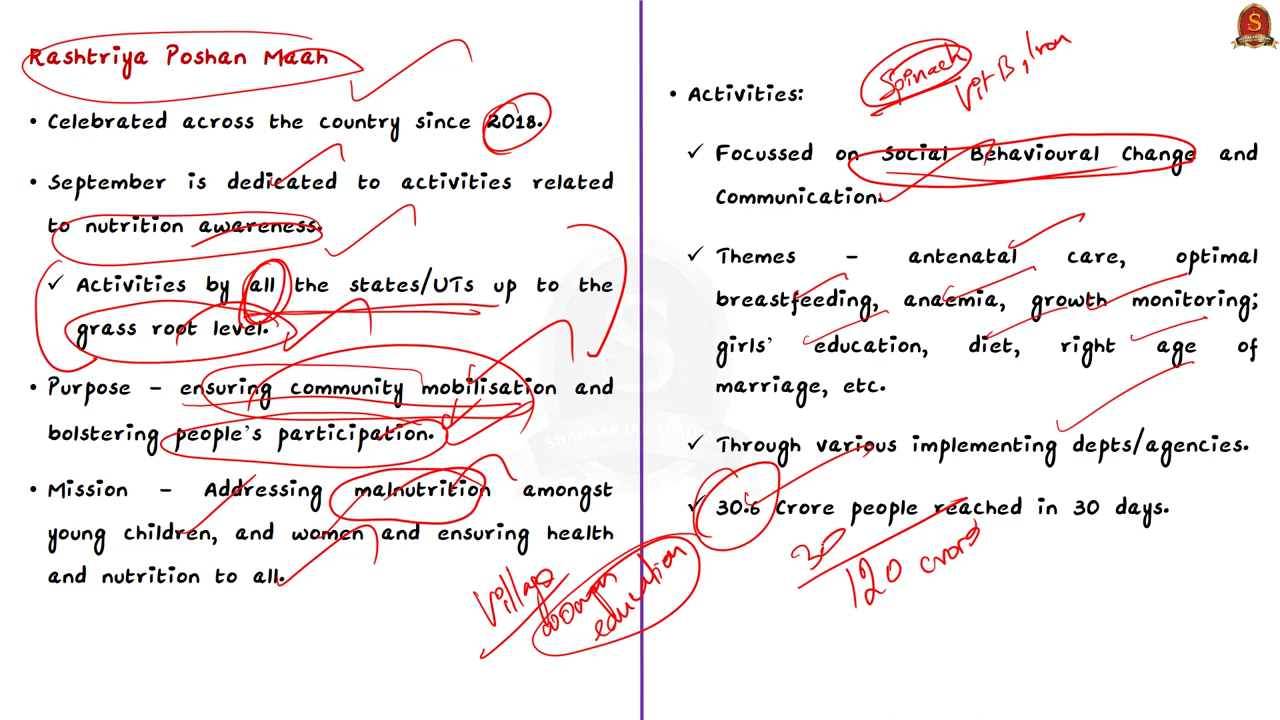 Rashtriya Poshan Maah
• Celebrated across the country since 2018.
• September is dedicated to activities related
to nutrition awareness.
✓ Activities by all the states/UTs up to the
grass root level.
• Purpose – ensuring community mobilisation and
bolstering people's participation.
• Mission – Addressing malnutrition amongst
young children, and women and ensuring health
and nutrition to all.
Village
women
education
Spinach
Vit B, Iron
• Activities:
✓ Focussed on Social Behavioural Change and
Communication.
✓ Themes – antenatal care, optimal
breastfeeding, anaemia, growth monitoring;
girls' education, diet, right age of
marriage, etc.
✓ Through various implementing depts/agencies.
✓ 30.6 Crore people reached in 30 days.
30
120 crore
S